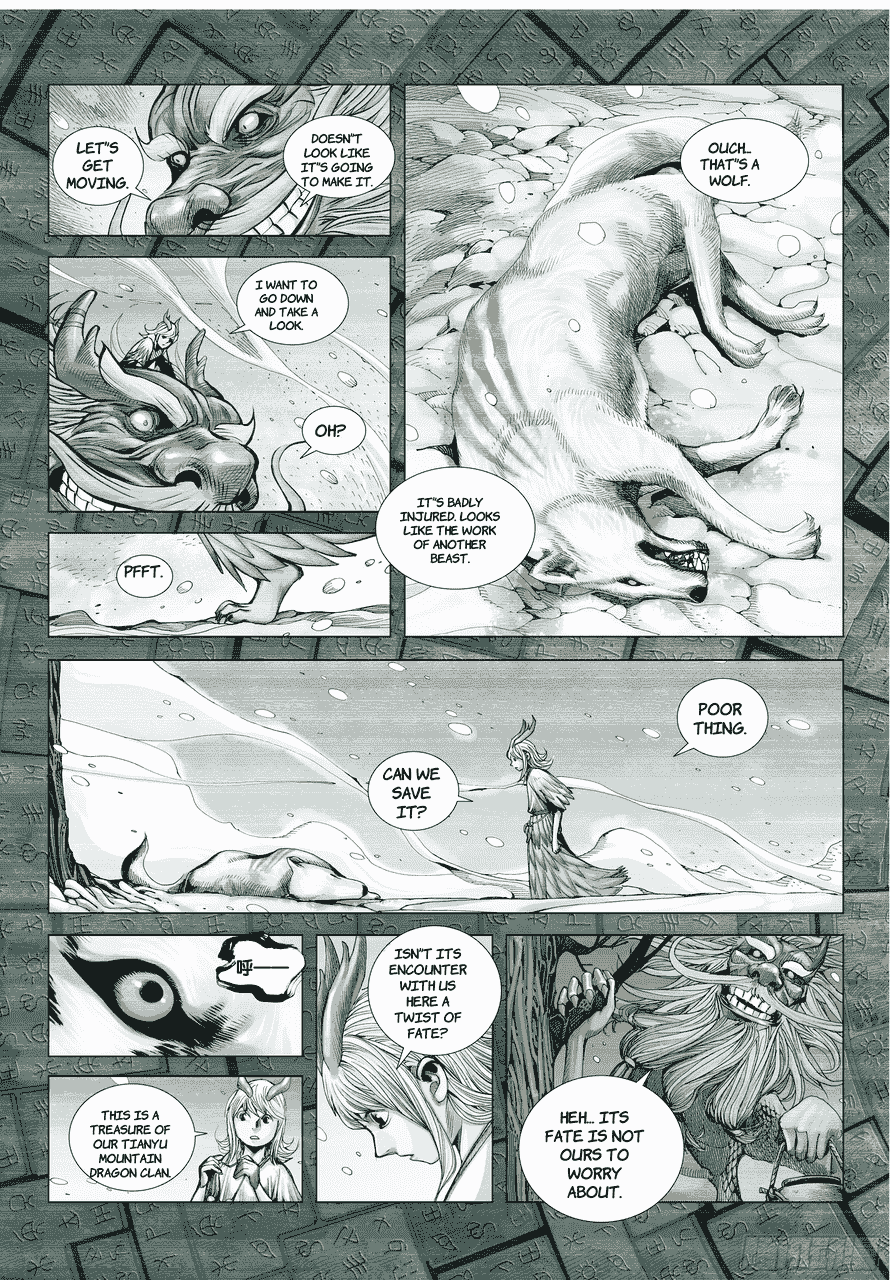 OUCH...
THAT"S A
WOLF.
IT"S BADLY
INJURED. LOOKS
LIKE THE WORK
OF ANOTHER
BEAST.
DOESN"T
LOOK LIKE
IT"S GOING
TO MAKE IT.
LET"S
GET
MOVING.
I WANT TO
GO DOWN
AND TAKE A
LOOK.
OH?
PFFT.
POOR
THING.
CAN WE
SAVE
IT?
HEH... ITS
FATE IS NOT
OURS TO
WORRY
ABOUT.
ISN"T ITS
ENCOUNTER
WITH US
HERE A
TWIST OF
FATE?
呼——
THIS IS A
TREASURE OF
OUR TIANYU
MOUNTAIN
DRAGON CLAN.